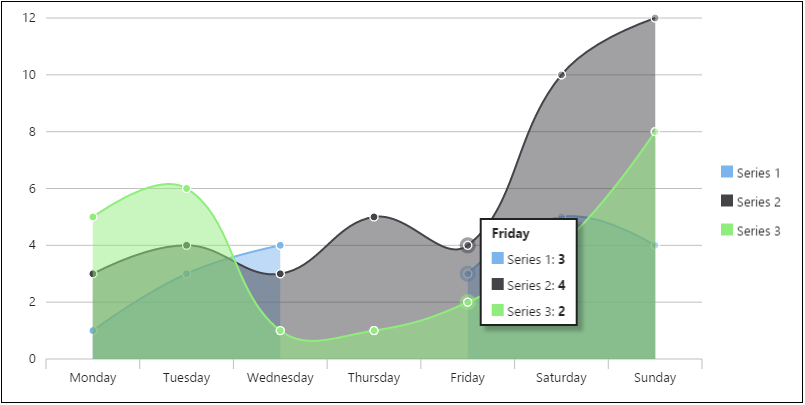 12
10
8
6
4
2
0
Monday Tuesday Wednesday Thursday Friday Saturday Sunday
Friday
Series 1: 3
Series 2: 4
Series 3: 2
Series 1
Series 2
Series 3